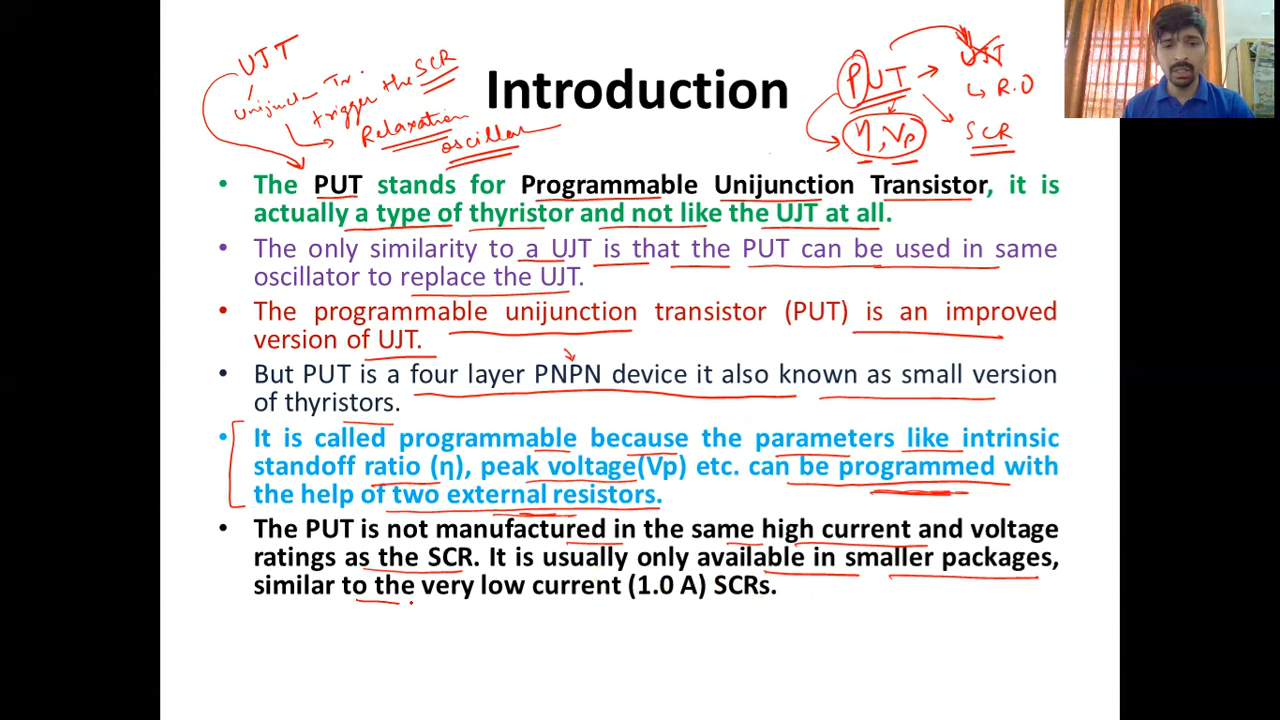 UJT
Unijunctn Tr.
trigger the SCR
Relaxation
oscillator
Introduction
PUT → UJT
↳ R.O
η, Vp
SCR
• The PUT stands for Programmable Unijunction Transistor, it is
actually a type of thyristor and not like the UJT at all.
• The only similarity to a UJT is that the PUT can be used in same
oscillator to replace the UJT.
• The programmable unijunction transistor (PUT) is an improved
version of UJT.
• But PUT is a four layer PNPN device it also known as small version
of thyristors.
• It is called programmable because the parameters like intrinsic
standoff ratio (η), peak voltage(Vp) etc. can be programmed with
the help of two external resistors.
• The PUT is not manufactured in the same high current and voltage
ratings as the SCR. It is usually only available in smaller packages,
similar to the very low current (1.0 A) SCRs.